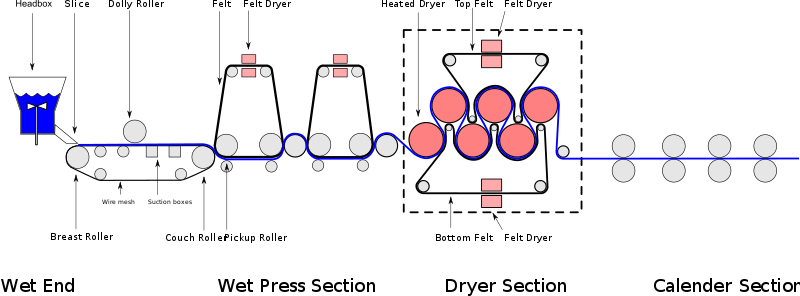 Headbox
Slice
Dolly Roller
Felt
Felt Dryer
Heated Dryer
Top Felt
Felt Dryer
Wire mesh
Suction boxes
Breast Roller
Couch Roller
Pickup Roller
Bottom Felt
Felt Dryer
Wet End
Wet Press Section
Dryer Section
Calender Section